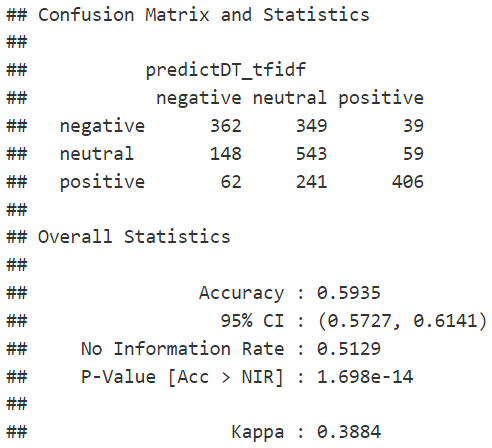 ## Confusion Matrix and Statistics
##
##           predictDT_tfidf
##            negative neutral positive
##   negative      362     349       39
##   neutral       148     543       59
##   positive       62     241      406
##
## Overall Statistics
##
##                Accuracy : 0.5935
##                  95% CI : (0.5727, 0.6141)
##     No Information Rate : 0.5129
##     P-Value [Acc > NIR] : 1.698e-14
##
##                   Kappa : 0.3884